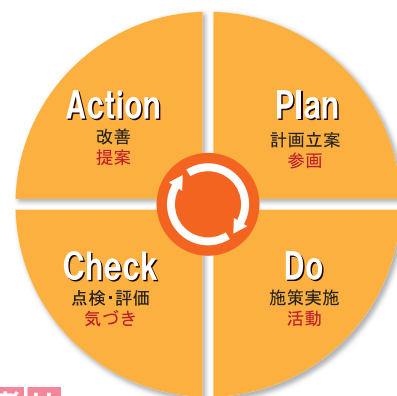 Action
改善
提案
Plan
計画立案
参画
Check
点検・評価
気づき
Do
施策実施
活動